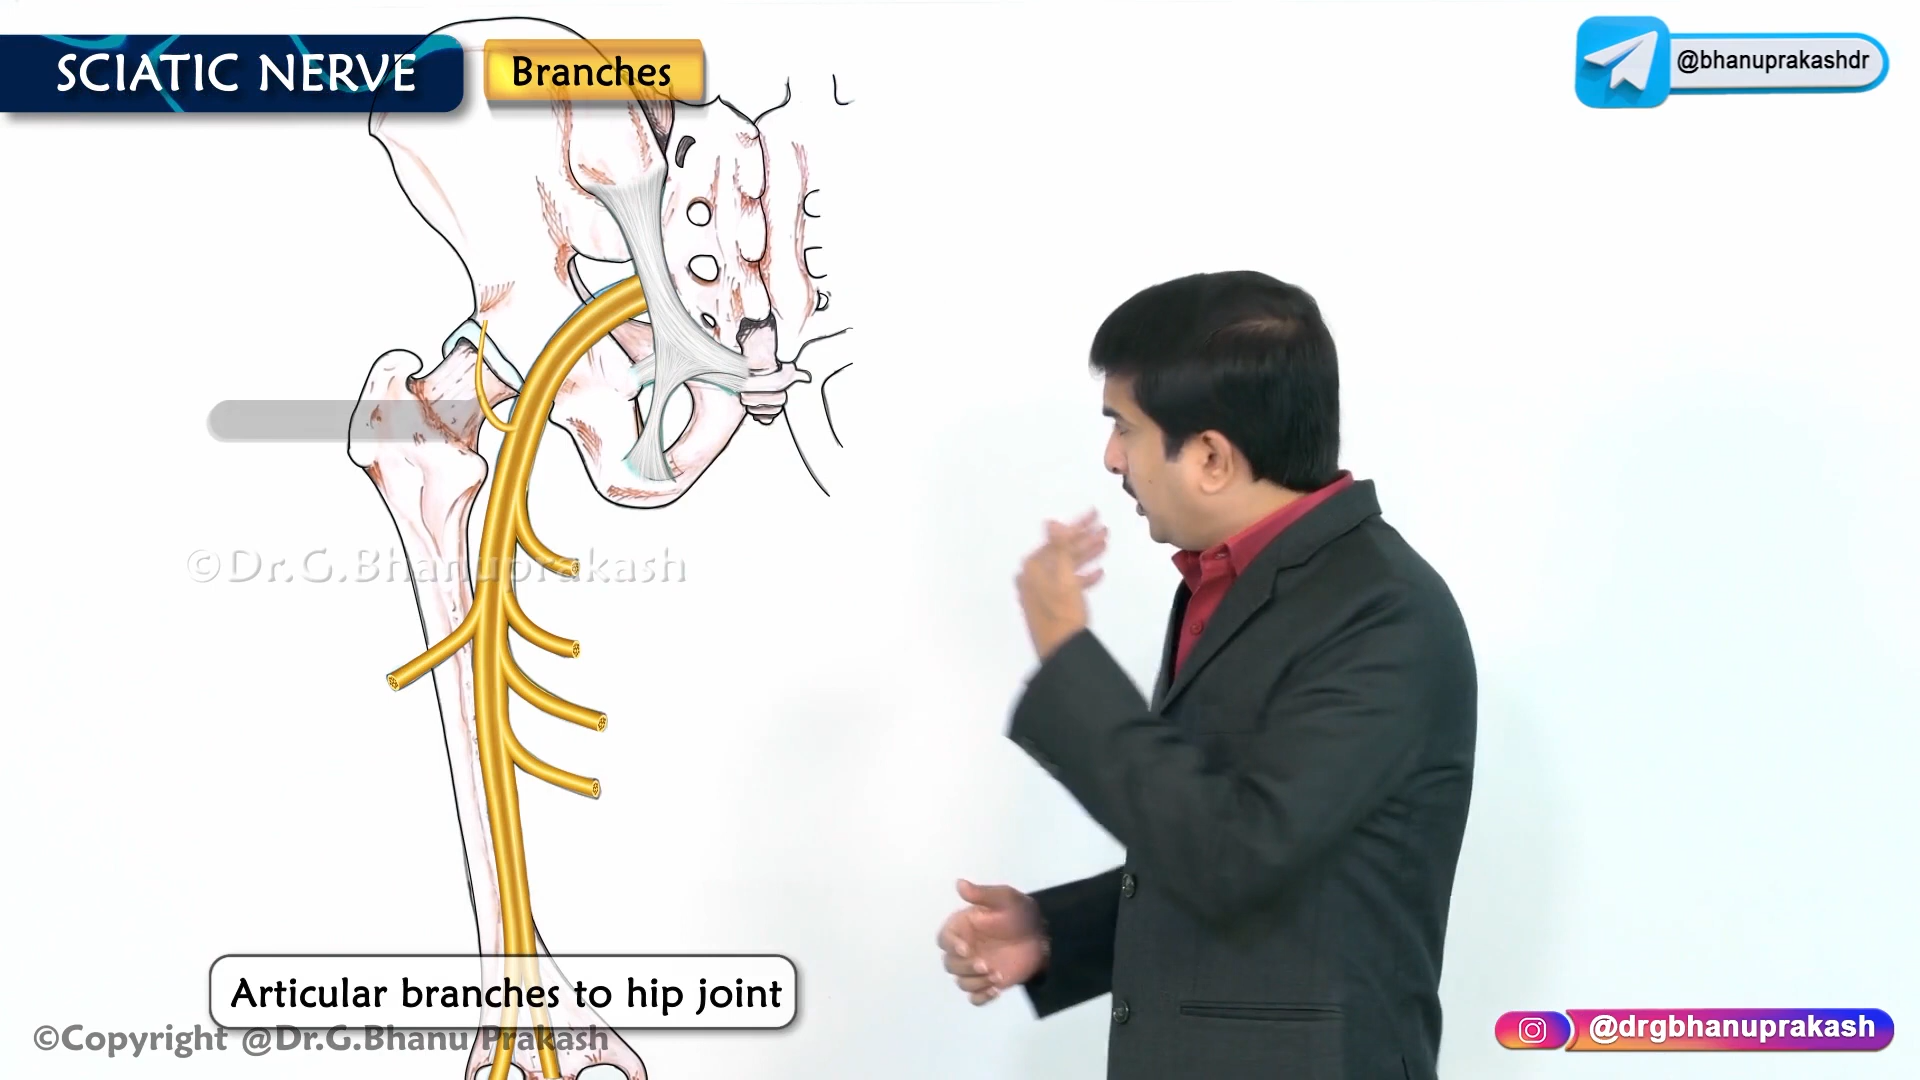 SCIATIC NERVE
Branches
@bhanuprakashdr
©Dr.G.Bhanuprakash
Articular branches to hip joint
©Copyright @Dr.G.Bhanu Prakash
@drgbhanuprakash